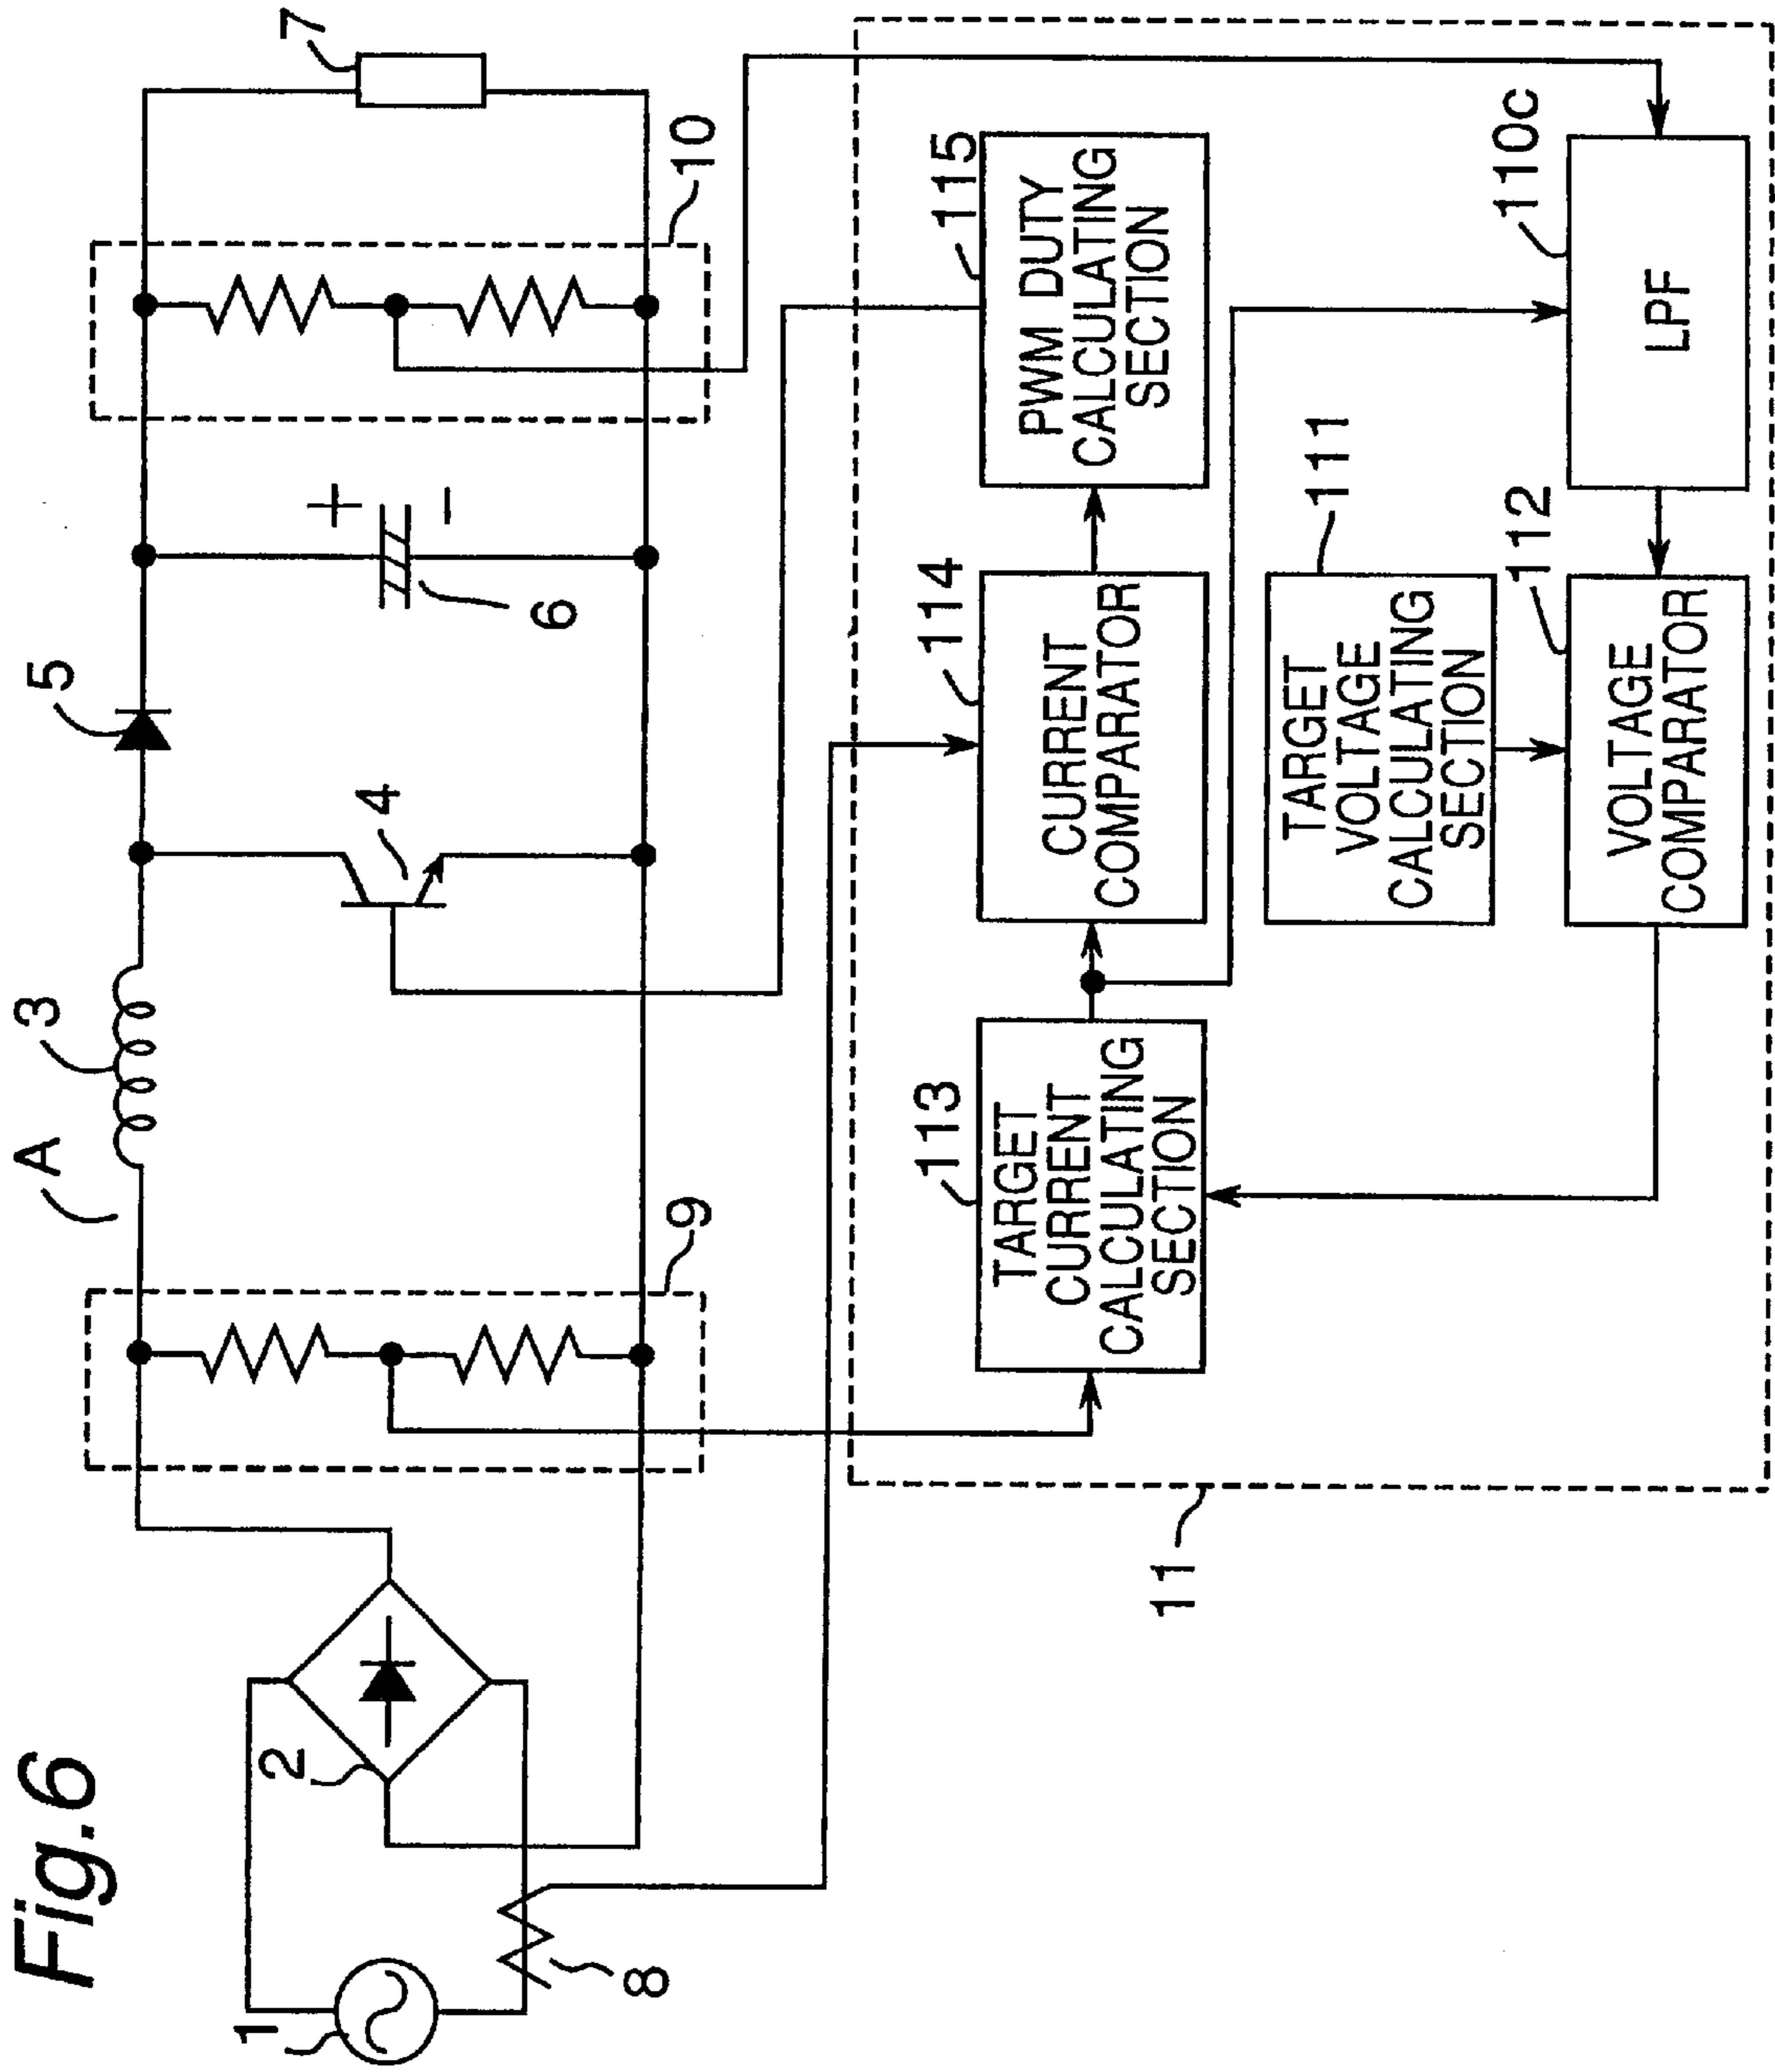 Fig.6
1
2
8
A
3
4
5
6
7
9
10
11
113
TARGET
CURRENT
CALCULATING
SECTION
114
CURRENT
COMPARATOR
115
PWM DUTY
CALCULATING
SECTION
111
TARGET
VOLTAGE
CALCULATING
SECTION
112
VOLTAGE
COMPARATOR
110c
LPF
+
−